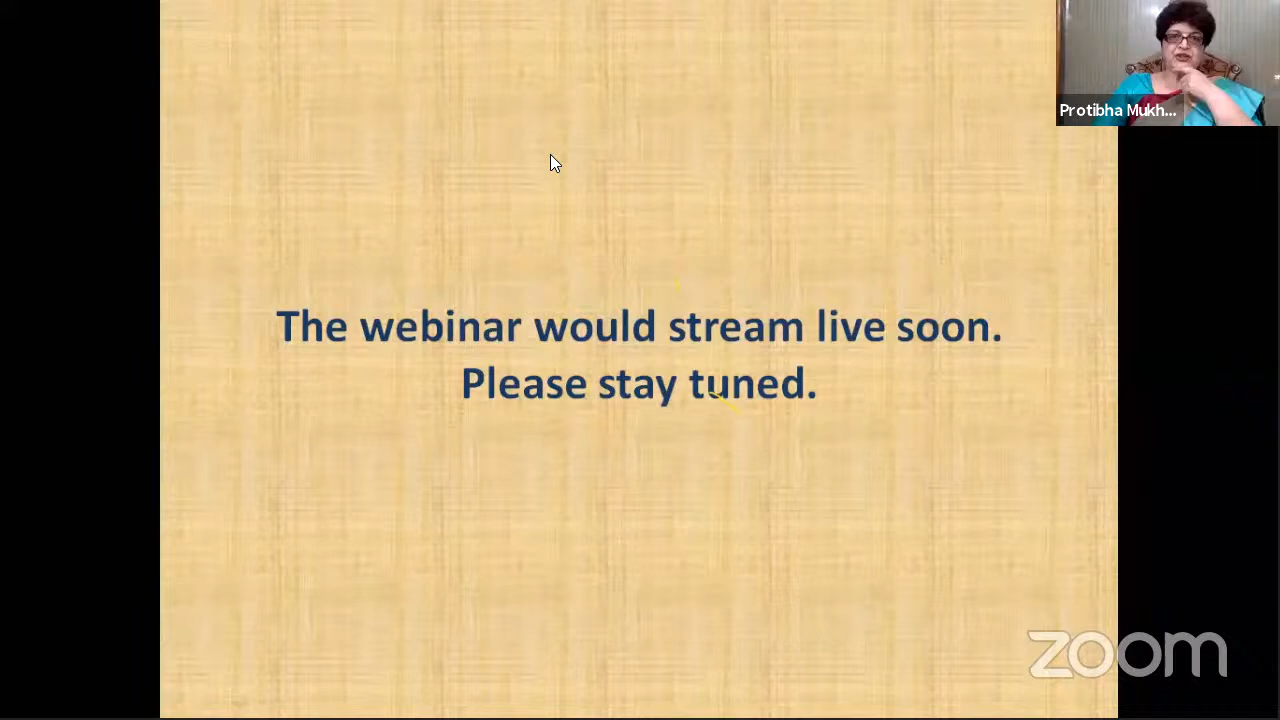 Protibha Mukh...
The webinar would stream live soon.
Please stay tuned.
zoom